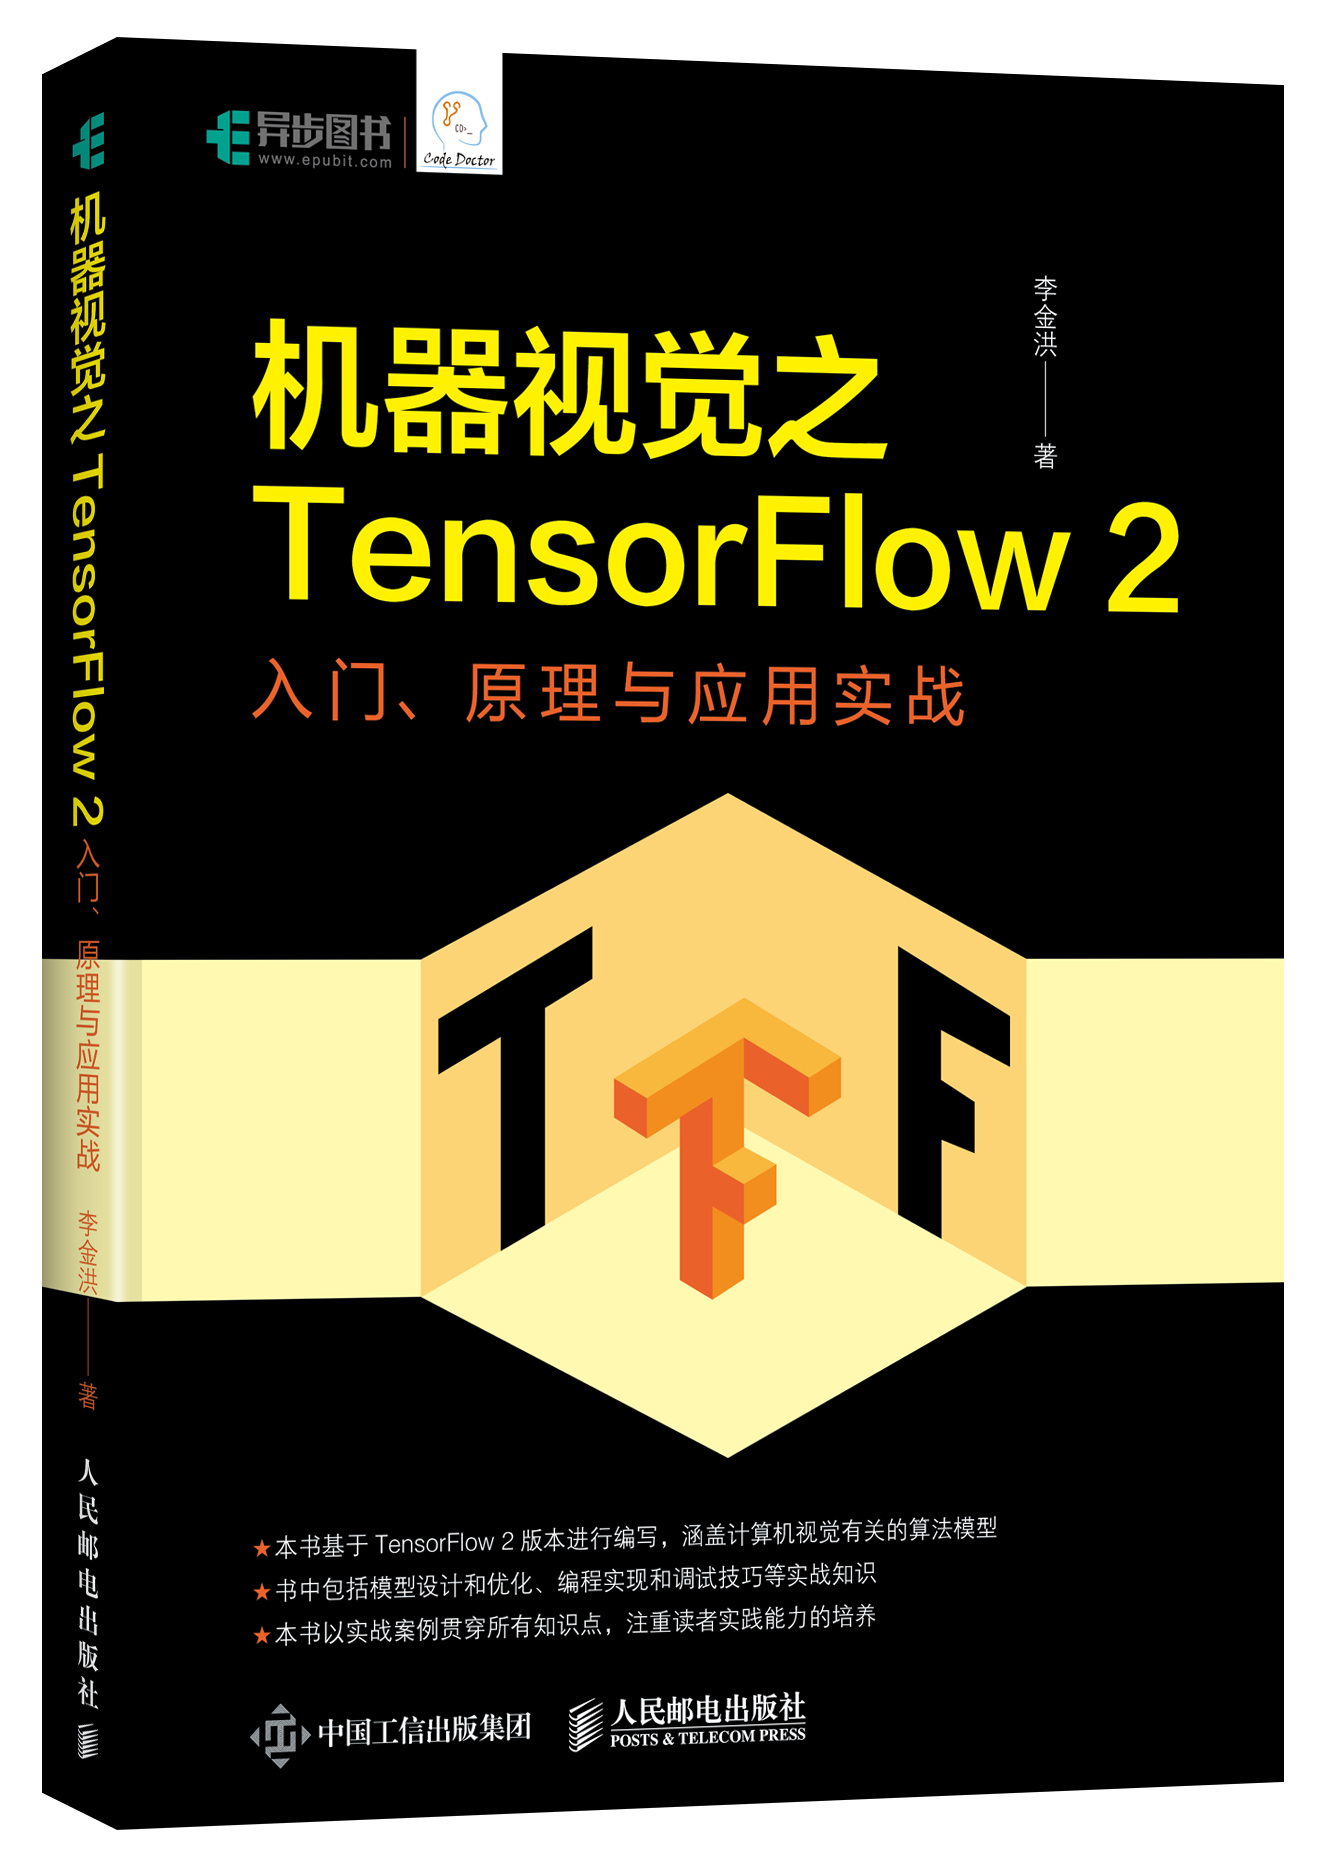 机器视觉之 TensorFlow 2 入门、原理与应用实战 李金洪 著 人民邮电出版社
异步图书
www.epubit.com
CD>_
Code Doctor
李金洪 著
机器视觉之
TensorFlow 2
入门、原理与应用实战
T F
★本书基于 TensorFlow 2 版本进行编写，涵盖计算机视觉有关的算法模型
★书中包括模型设计和优化、编程实现和调试技巧等实战知识
★本书以实战案例贯穿所有知识点，注重读者实践能力的培养
中国工信出版集团
人民邮电出版社
POSTS & TELECOM PRESS